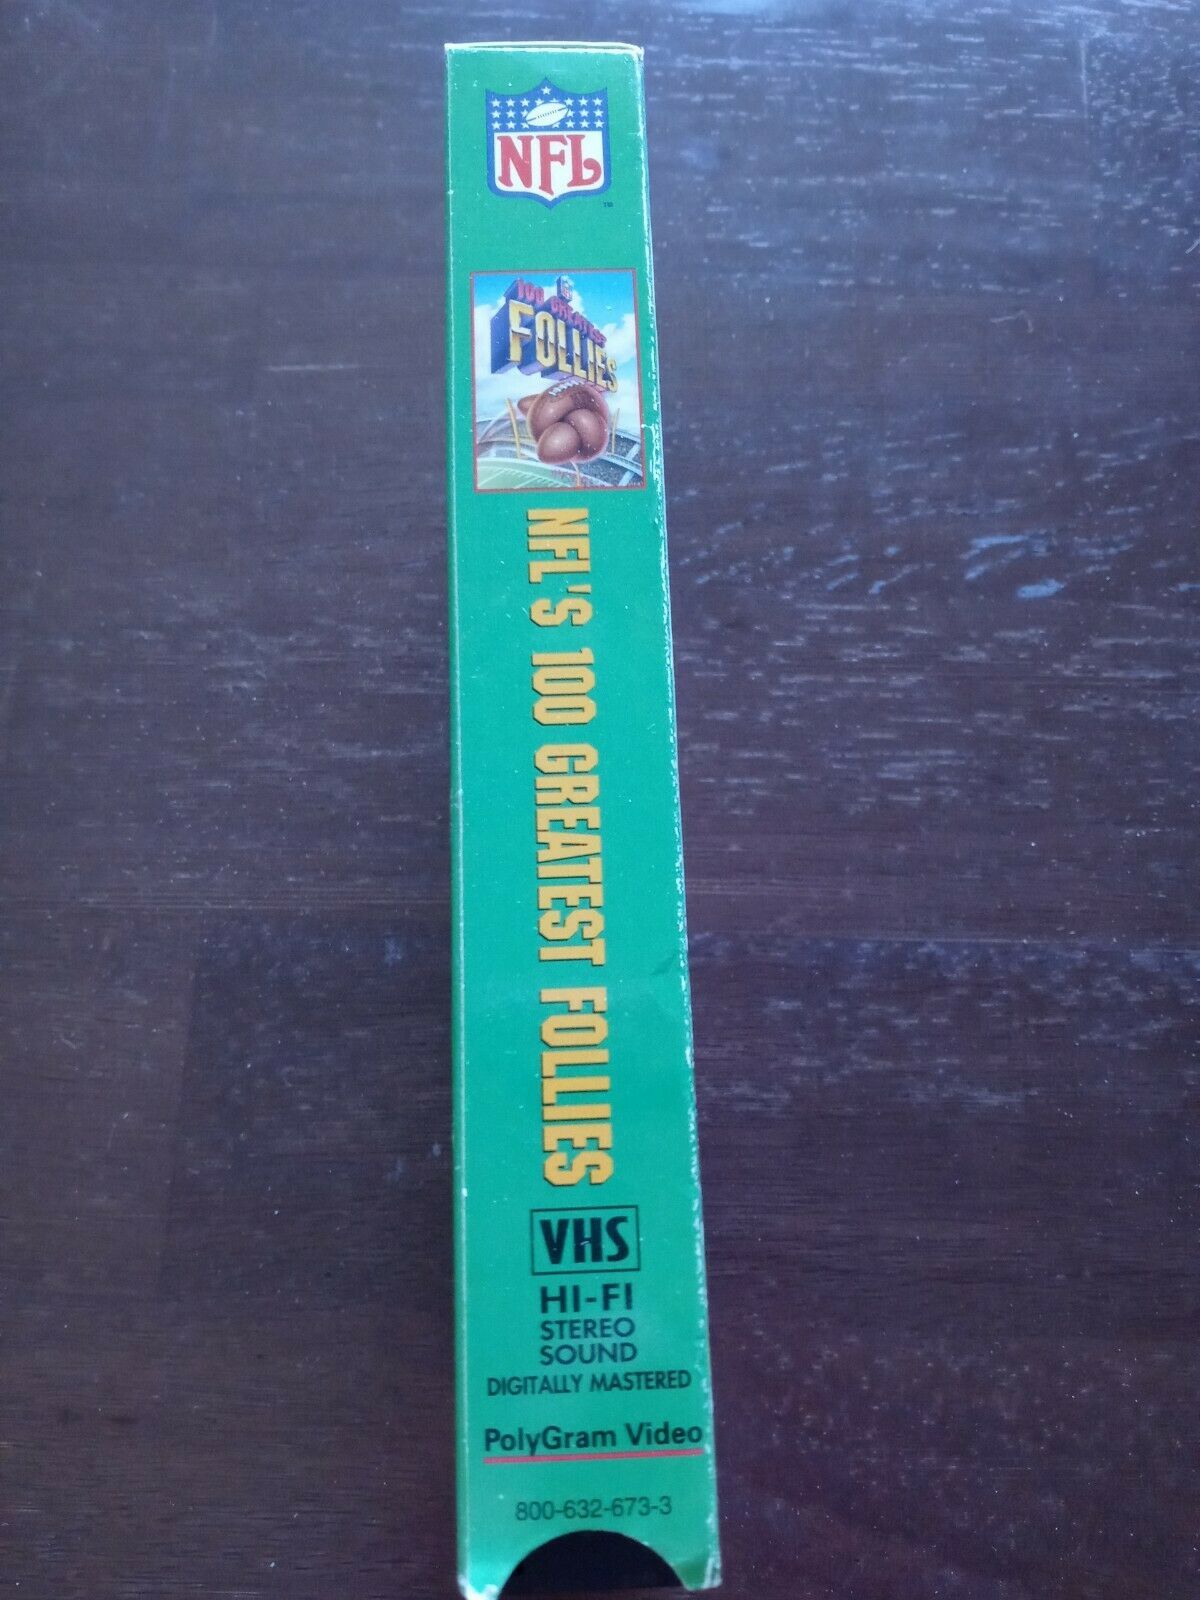 NFL
TM
100 GREATEST
FOLLIES
NFL'S 100 GREATEST FOLLIES
VHS
HI-FI
STEREO
SOUND
DIGITALLY MASTERED
PolyGram Video
800-632-673-3